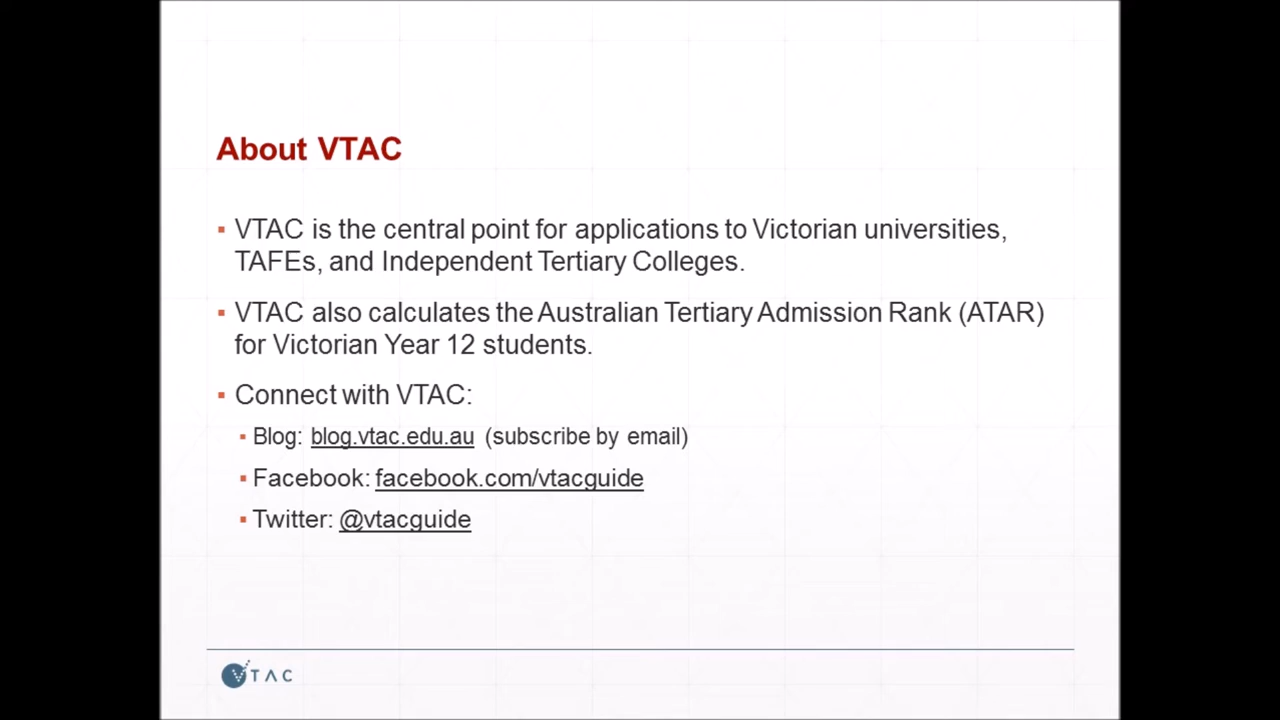 About VTAC
▪ VTAC is the central point for applications to Victorian universities,
TAFEs, and Independent Tertiary Colleges.
▪ VTAC also calculates the Australian Tertiary Admission Rank (ATAR)
for Victorian Year 12 students.
▪ Connect with VTAC:
▪ Blog: blog.vtac.edu.au (subscribe by email)
▪ Facebook: facebook.com/vtacguide
▪ Twitter: @vtacguide
VTAC